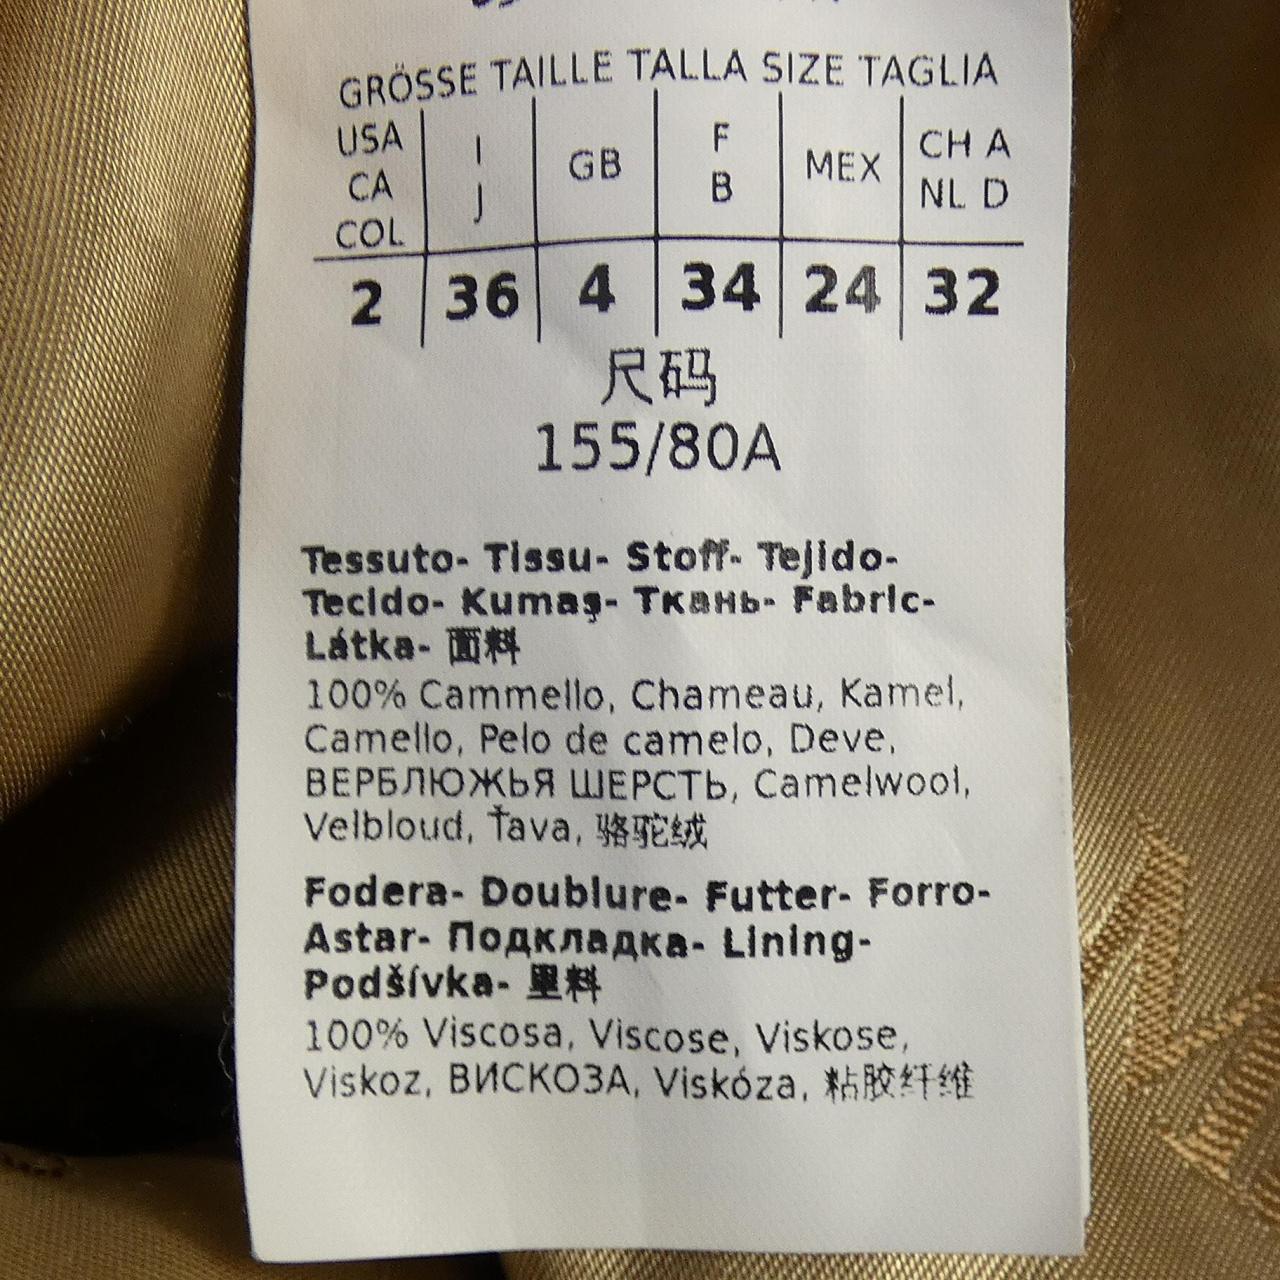 GRÖSSE TAILLE TALLA SIZE TAGLIA
USA CA COL | I J | GB | F B | MEX | CH A NL D
2 | 36 | 4 | 34 | 24 | 32
尺码
155/80A
Tessuto- Tissu- Stoff- Tejido-
Tecido- Kumaş- Ткань- Fabric-
Látka- 面料
100% Cammello, Chameau, Kamel,
Camello, Pelo de camelo, Deve,
ВЕРБЛЮЖЬЯ ШЕРСТЬ, Camelwool,
Velbloud, Ťava, 骆驼绒
Fodera- Doublure- Futter- Forro-
Astar- Подкладка- Lining-
Podšívka- 里料
100% Viscosa, Viscose, Viskose,
Viskoz, ВИСКОЗА, Viskóza, 粘胶纤维